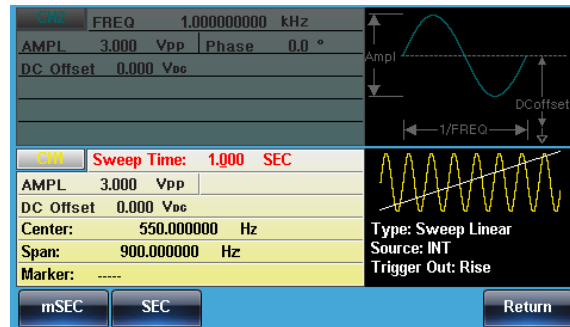 CH2 FREQ 1.000000000 kHz
AMPL 3.000 VPP Phase 0.0 °
DC Offset 0.000 VDC
Ampl
DCoffset
1/FREQ
CH1 Sweep Time: 1.000 SEC
AMPL 3.000 VPP
DC Offset 0.000 VDC
Center: 550.000000 Hz
Span: 900.000000 Hz
Marker: -----
Type: Sweep Linear
Source: INT
Trigger Out: Rise
mSEC SEC Return